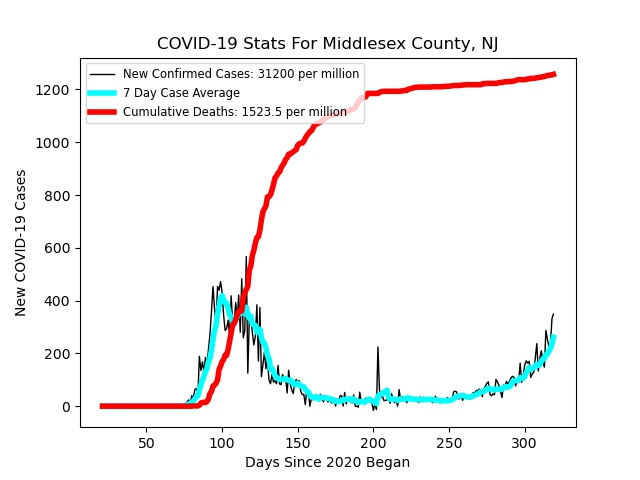 COVID-19 Stats For Middlesex County, NJ
New Confirmed Cases: 31200 per million
7 Day Case Average
Cumulative Deaths: 1523.5 per million
New COVID-19 Cases
1200
1000
800
600
400
200
0
50
100
150
200
250
300
Days Since 2020 Began